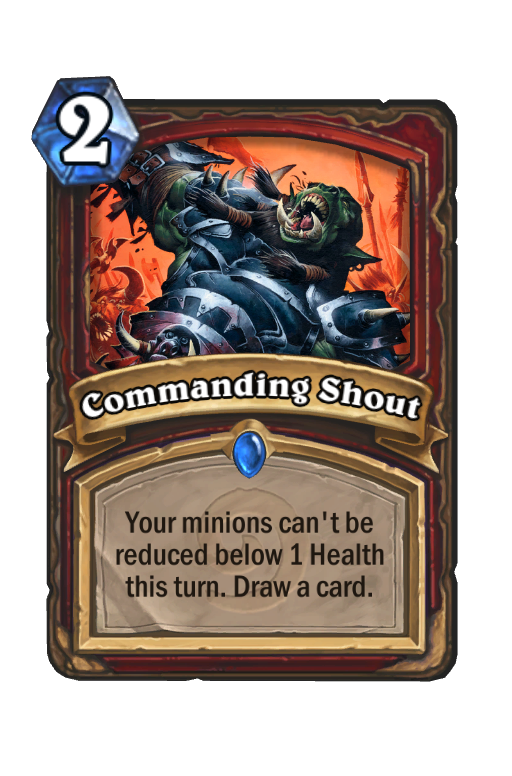 2
Commanding Shout
Your minions can't be
reduced below 1 Health
this turn. Draw a card.